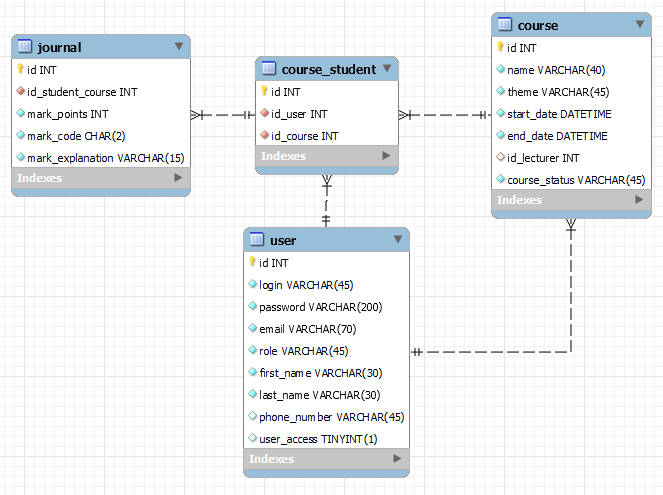 journal
id INT
id_student_course INT
mark_points INT
mark_code CHAR(2)
mark_explanation VARCHAR(15)
Indexes
course_student
id INT
id_user INT
id_course INT
Indexes
course
id INT
name VARCHAR(40)
theme VARCHAR(45)
start_date DATETIME
end_date DATETIME
id_lecturer INT
course_status VARCHAR(45)
Indexes
user
id INT
login VARCHAR(45)
password VARCHAR(200)
email VARCHAR(70)
role VARCHAR(45)
first_name VARCHAR(30)
last_name VARCHAR(30)
phone_number VARCHAR(45)
user_access TINYINT(1)
Indexes